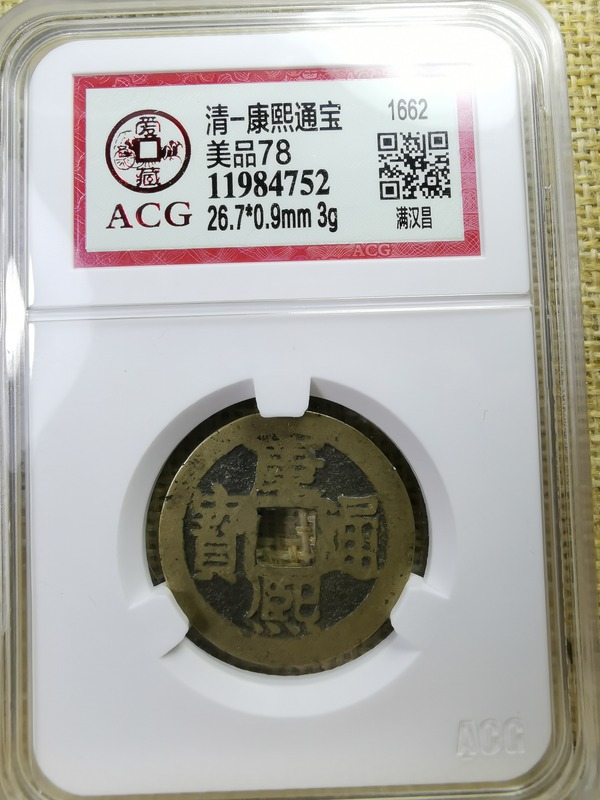 爱藏
ACG
清-康熙通宝
美品78
11984752
26.7*0.9mm 3g
1662
满汉昌
ACG
康熙通寶
ACG